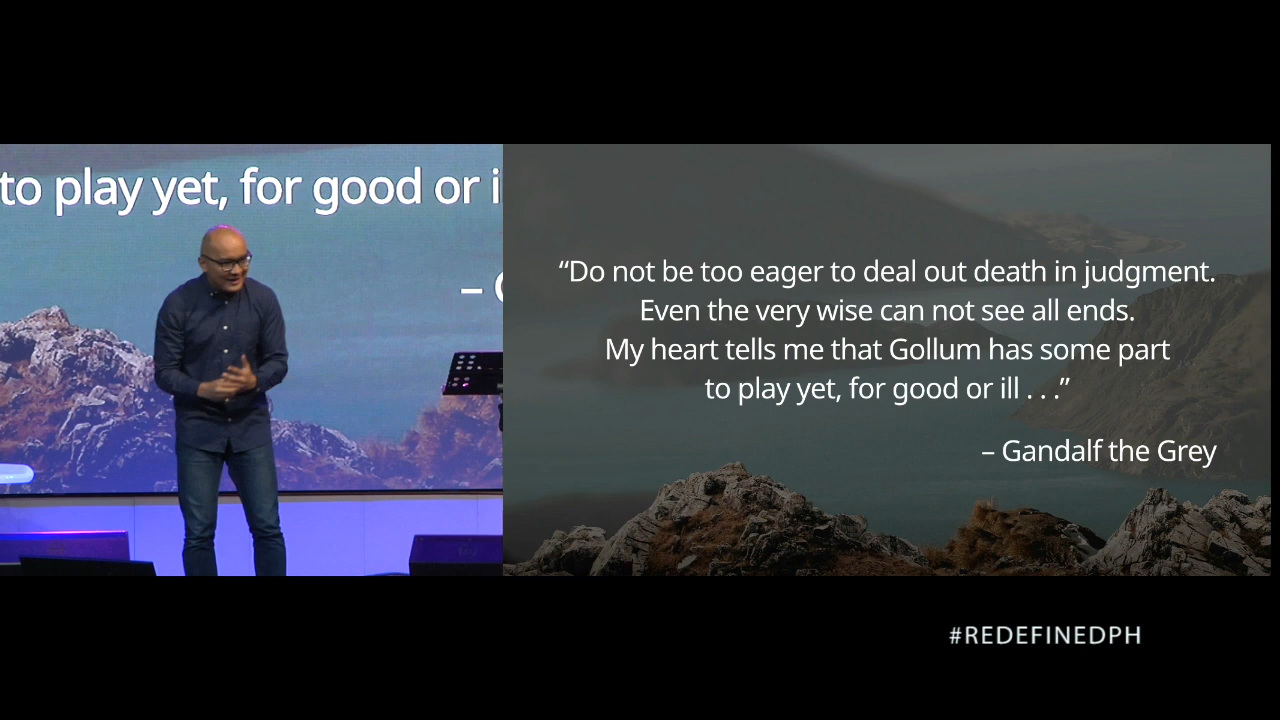 to play yet, for good or i
–
“Do not be too eager to deal out death in judgment.
Even the very wise can not see all ends.
My heart tells me that Gollum has some part
to play yet, for good or ill . . .”
– Gandalf the Grey
#REDEFINEDPH